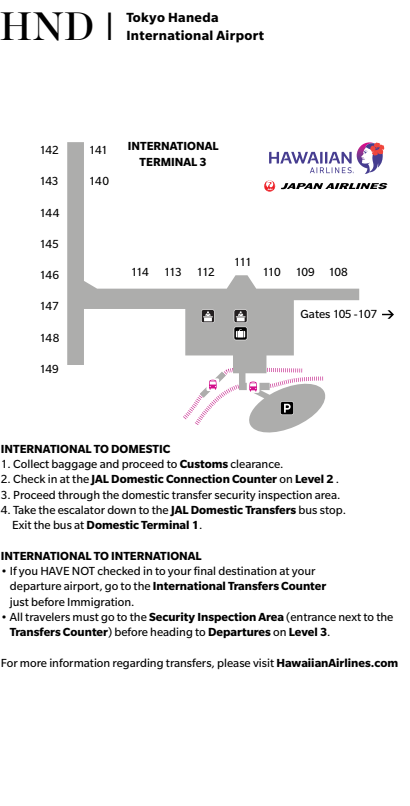 HND | Tokyo Haneda
International Airport
INTERNATIONAL
TERMINAL 3
HAWAIIAN
AIRLINES.
JAPAN AIRLINES
142 141
143 140
144
145
146
147
148
149
114 113 112 111 110 109 108
Gates 105 -107 →
P
INTERNATIONAL TO DOMESTIC
1. Collect baggage and proceed to Customs clearance.
2. Check in at the JAL Domestic Connection Counter on Level 2 .
3. Proceed through the domestic transfer security inspection area.
4. Take the escalator down to the JAL Domestic Transfers bus stop.
Exit the bus at Domestic Terminal 1.
INTERNATIONAL TO INTERNATIONAL
• If you HAVE NOT checked in to your final destination at your
departure airport, go to the International Transfers Counter
just before Immigration.
• All travelers must go to the Security Inspection Area (entrance next to the
Transfers Counter) before heading to Departures on Level 3.
For more information regarding transfers, please visit HawaiianAirlines.com